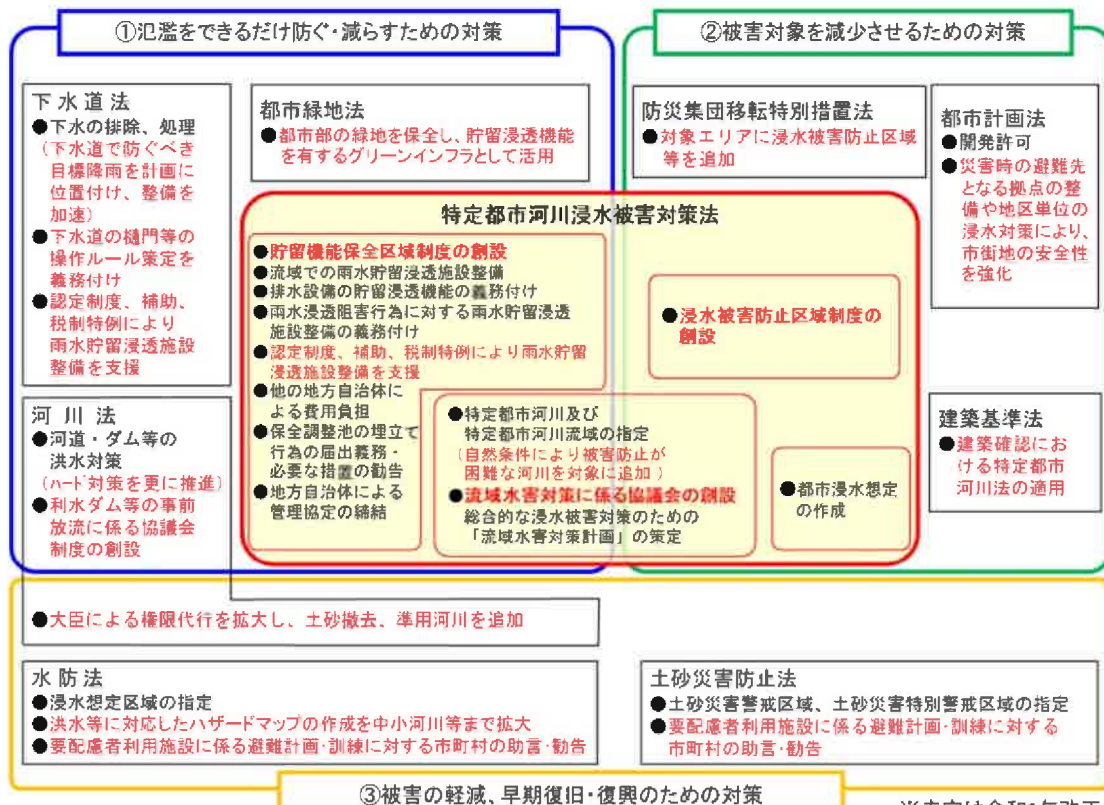 ①氾濫をできるだけ防ぐ・減らすための対策
②被害対象を減少させるための対策
下水道法
●下水の排除、処理
(下水道で防ぐべき
目標降雨を計画に
位置付け、整備を
加速)
●下水道の樋門等の
操作ルール策定を
義務付け
●認定制度、補助、
税制特例により
雨水貯留浸透施設
整備を支援
都市緑地法
●都市部の緑地を保全し、貯留浸透機能
を有するグリーンインフラとして活用
防災集団移転特別措置法
●対象エリアに浸水被害防止区域
等を追加
都市計画法
●開発許可
●災害時の避難先
となる拠点の整
備や地区単位の
浸水対策により、
市街地の安全性
を強化
特定都市河川浸水被害対策法
●貯留機能保全区域制度の創設
●流域での雨水貯留浸透施設整備
●排水設備の貯留浸透機能の義務付け
●雨水浸透阻害行為に対する雨水貯留浸透
施設整備の義務付け
●認定制度、補助、税制特例により雨水貯留
浸透施設整備を支援
●他の地方自治体に
よる費用負担
●保全調整池の埋立て
行為の届出義務・
必要な措置の勧告
●地方自治体による
管理協定の締結
●浸水被害防止区域制度の
創設
●特定都市河川及び
特定都市河川流域の指定
(自然条件により被害防止が
困難な河川を対象に追加)
●流域水害対策に係る協議会の創設
総合的な浸水被害対策のための
「流域水害対策計画」の策定
●都市浸水想定
の作成
河川法
●河道・ダム等の
洪水対策
(ハード対策を更に推進)
●利水ダム等の事前
放流に係る協議会
制度の創設
建築基準法
●建築確認にお
ける特定都市
河川法の適用
●大臣による権限代行を拡大し、土砂撤去、準用河川を追加
水防法
●浸水想定区域の指定
●洪水等に対応したハザードマップの作成を中小河川等まで拡大
●要配慮者利用施設に係る避難計画・訓練に対する市町村の助言・勧告
土砂災害防止法
●土砂災害警戒区域、土砂災害特別警戒区域の指定
●要配慮者利用施設に係る避難計画・訓練に対する
市町村の助言・勧告
③被害の軽減、早期復旧・復興のための対策